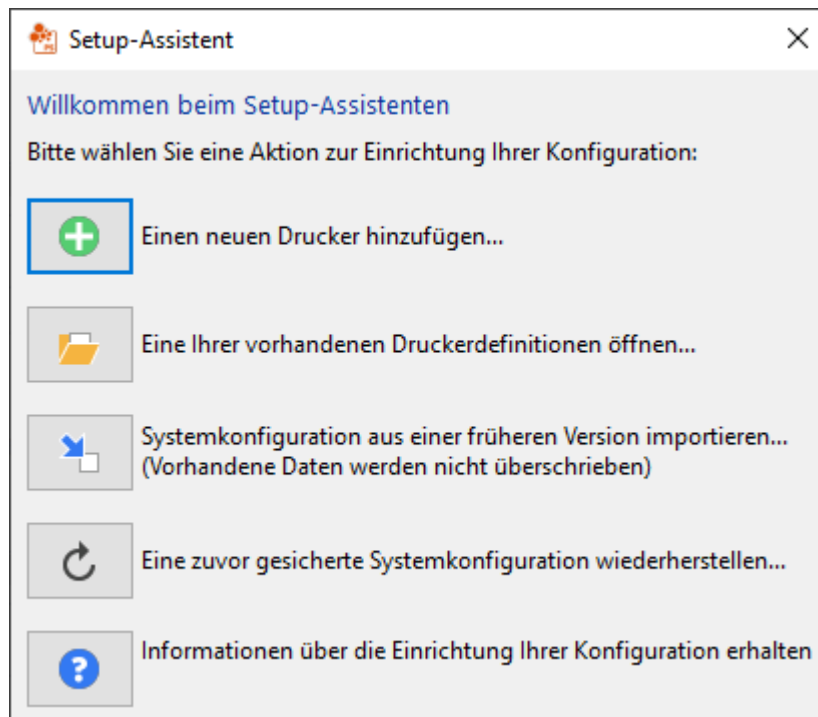 Setup-Assistent
Willkommen beim Setup-Assistenten
Bitte wählen Sie eine Aktion zur Einrichtung Ihrer Konfiguration:
Einen neuen Drucker hinzufügen...
Eine Ihrer vorhandenen Druckerdefinitionen öffnen...
Systemkonfiguration aus einer früheren Version importieren...
(Vorhandene Daten werden nicht überschrieben)
Eine zuvor gesicherte Systemkonfiguration wiederherstellen...
Informationen über die Einrichtung Ihrer Konfiguration erhalten